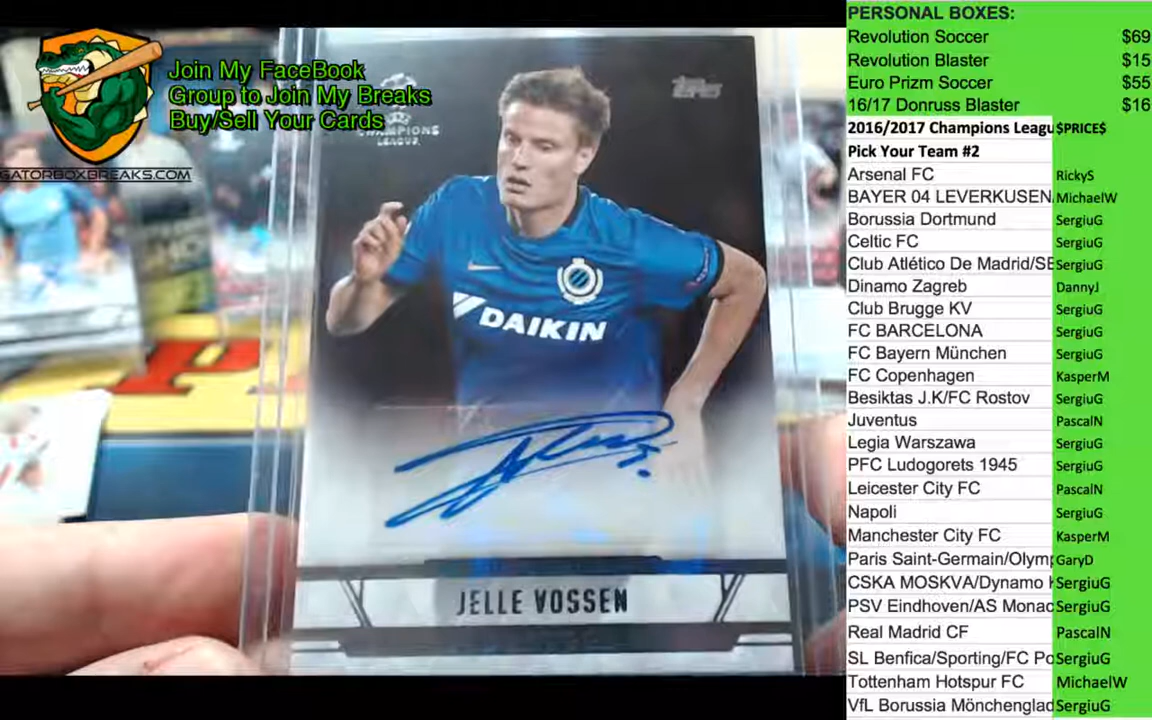 Join My FaceBook
Group to Join My Breaks
Buy/Sell Your Cards
GATORBOXBREAKS.COM
CHAMPIONS
LEAGUE
Topps
DAIKIN
JELLE VOSSEN
PERSONAL BOXES:
Revolution Soccer $69
Revolution Blaster $15
Euro Prizm Soccer $55
16/17 Donruss Blaster $16
2016/2017 Champions Leagu $PRICE$
Pick Your Team #2
Arsenal FC RickyS
BAYER 04 LEVERKUSEN MichaelW
Borussia Dortmund SergiuG
Celtic FC SergiuG
Club Atlético De Madrid/SE SergiuG
Dinamo Zagreb DannyJ
Club Brugge KV SergiuG
FC BARCELONA SergiuG
FC Bayern München SergiuG
FC Copenhagen KasperM
Besiktas J.K/FC Rostov SergiuG
Juventus PascalN
Legia Warszawa SergiuG
PFC Ludogorets 1945 SergiuG
Leicester City FC PascalN
Napoli SergiuG
Manchester City FC KasperM
Paris Saint-Germain/Olymp GaryD
CSKA MOSKVA/Dynamo SergiuG
PSV Eindhoven/AS Monac SergiuG
Real Madrid CF PascalN
SL Benfica/Sporting/FC Po SergiuG
Tottenham Hotspur FC MichaelW
VfL Borussia Mönchenglad SergiuG